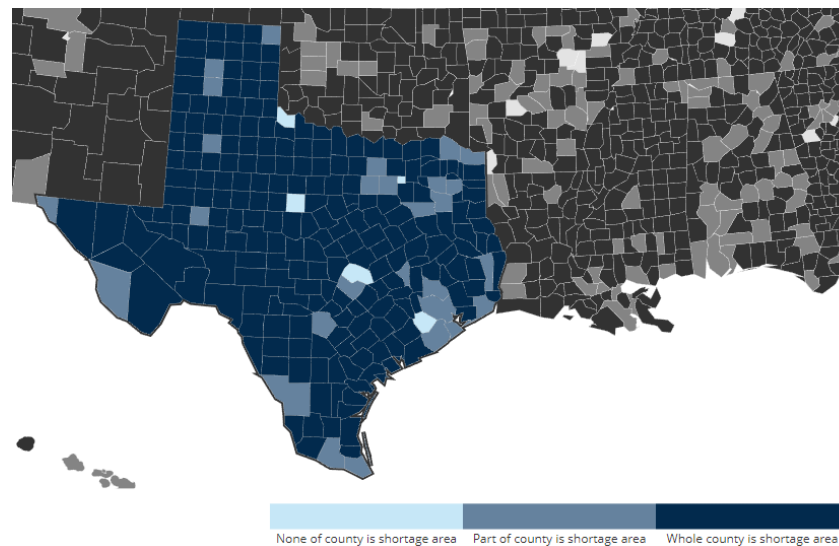 None of county is shortage area
Part of county is shortage area
Whole county is shortage area